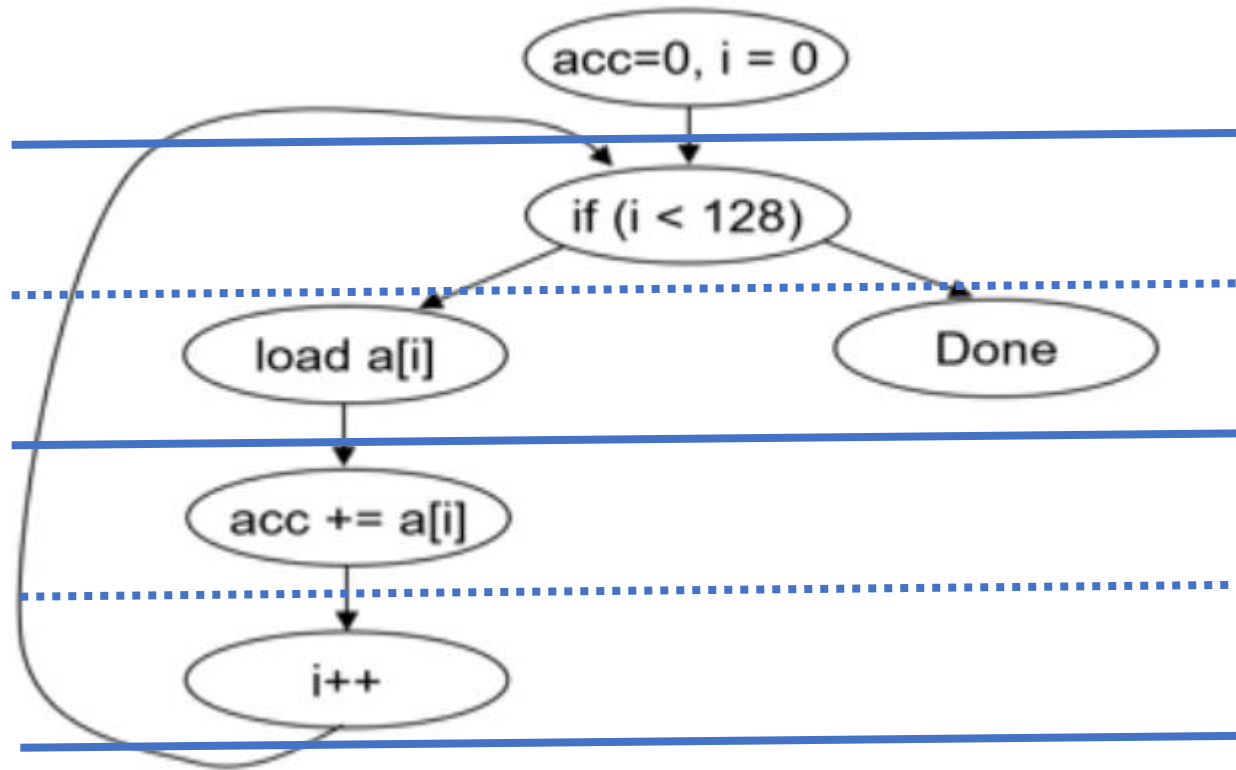 acc=0, i = 0
if (i < 128)
load a[i]
Done
acc += a[i]
i++